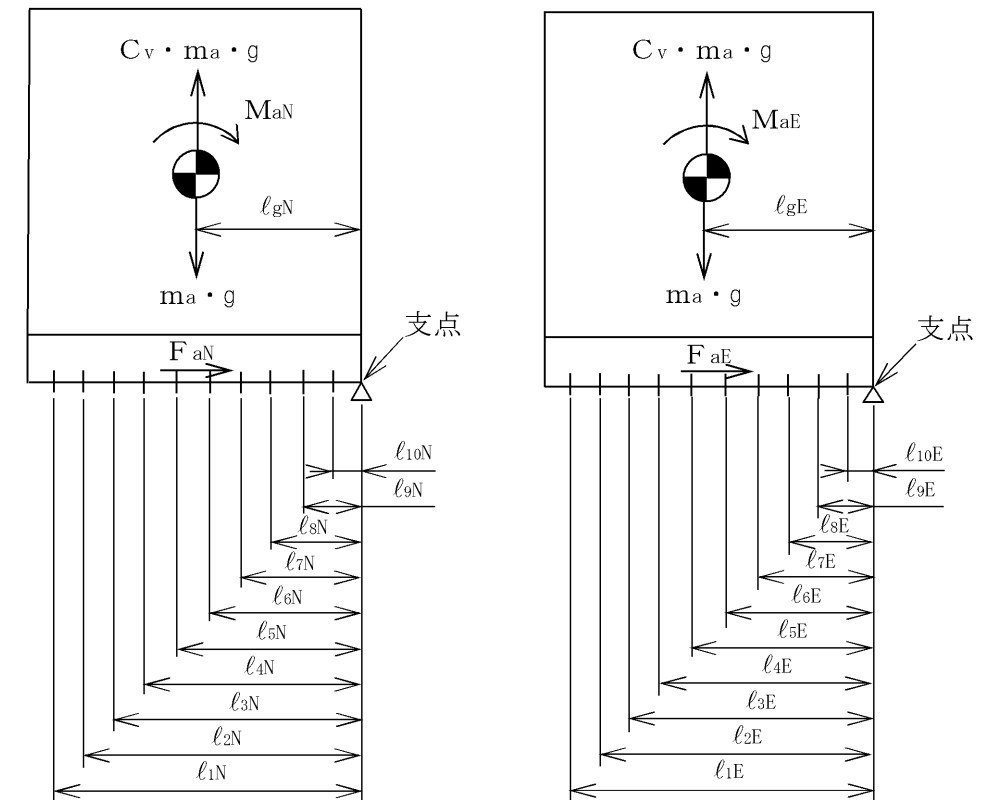 Cv・ma・g
MaN
ℓgN
ma・g
FaN
支点
ℓ10N
ℓ9N
ℓ8N
ℓ7N
ℓ6N
ℓ5N
ℓ4N
ℓ3N
ℓ2N
ℓ1N
Cv・ma・g
MaE
ℓgE
ma・g
FaE
支点
ℓ10E
ℓ9E
ℓ8E
ℓ7E
ℓ6E
ℓ5E
ℓ4E
ℓ3E
ℓ2E
ℓ1E